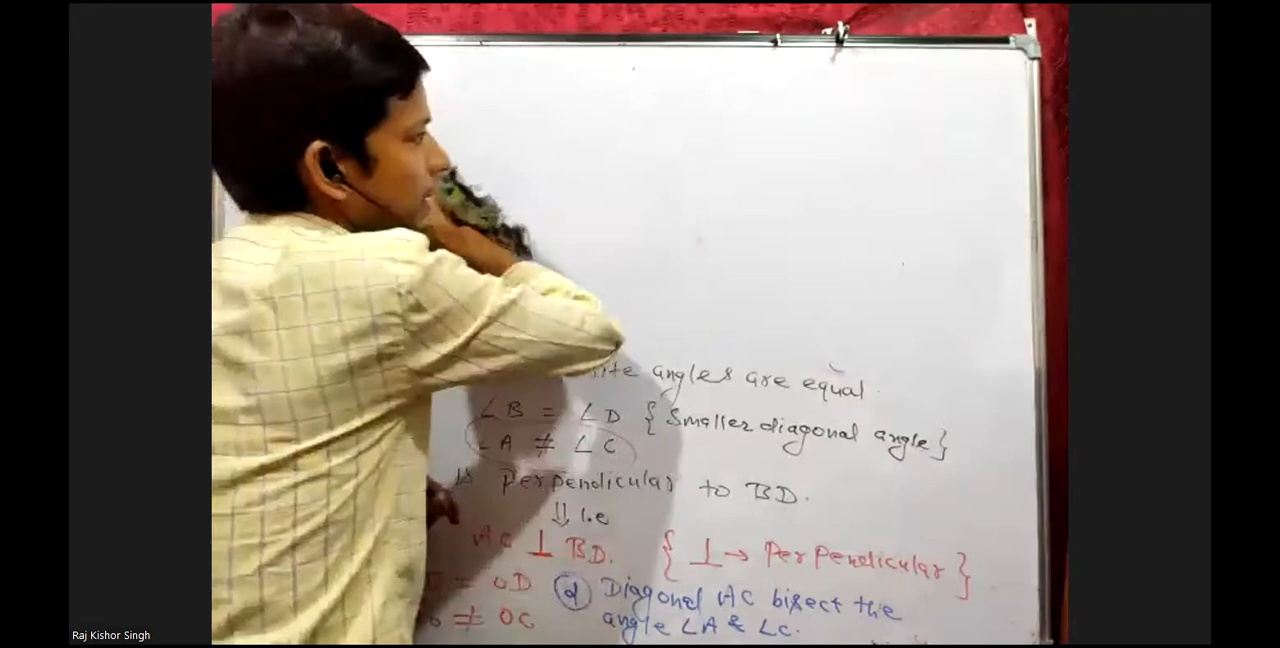 angles are equal
∠B = ∠D { Smaller diagonal angle }
∠A ≠ ∠C
is Perpendicular to BD.
⇓ i.e
AC ⊥ BD. { ⊥ → Perpendicular }
= OD (d) Diagonal AC bisect the
≠ OC angle ∠A & ∠C.
Raj Kishor Singh